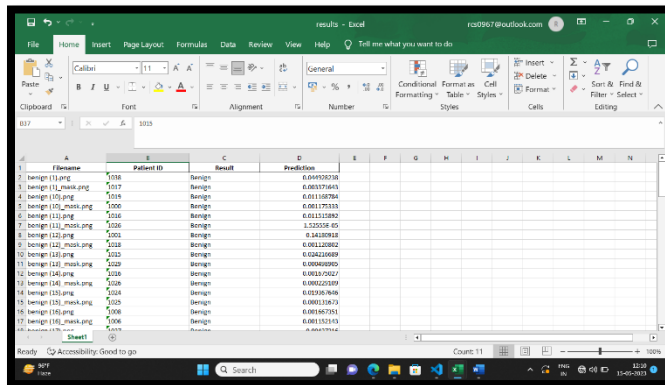 results - Excel
rcs0967@outlook.com
File Home Insert Page Layout Formulas Data Review View Help Tell me what you want to do
Paste
Calibri 11
B I U
General
Conditional Formatting
Format as Table
Cell Styles
Insert
Delete
Format
Sort & Filter
Find & Select
Clipboard Font Alignment Number Styles Cells Editing
B37 1015
A B C D E F G H I J K L M N
1 Filename Patient ID Result Prediction
2 benign (1).png 1038 Benign 0.044928238
3 benign (1)_mask.png 1017 Benign 0.003371643
4 benign (10).png 1019 Benign 0.011168784
5 benign (10)_mask.png 1000 Benign 0.001175333
6 benign (11).png 1016 Benign 0.011515892
7 benign (11)_mask.png 1026 Benign 1.52555E-05
8 benign (12).png 1001 Benign 0.14180918
9 benign (12)_mask.png 1018 Benign 0.001120802
10 benign (13).png 1015 Benign 0.024216689
11 benign (13)_mask.png 1029 Benign 0.000498905
12 benign (14).png 1016 Benign 0.001675027
13 benign (14)_mask.png 1026 Benign 0.000225109
14 benign (15).png 1024 Benign 0.019367646
15 benign (15)_mask.png 1025 Benign 0.000131673
16 benign (16).png 1008 Benign 0.001667351
17 benign (16)_mask.png 1006 Benign 0.001152143
Sheet1
Ready Accessibility: Good to go Count: 11 100%
96°F
Haze
Search
ENG
IN
12:10
15-05-2023